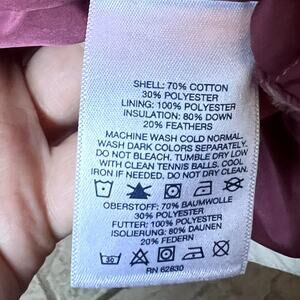 SHELL: 70% COTTON
30% POLYESTER
LINING: 100% POLYESTER
INSULATION: 80% DOWN
20% FEATHERS
MACHINE WASH COLD NORMAL.
WASH DARK COLORS SEPARATELY.
DO NOT BLEACH. TUMBLE DRY LOW
WITH CLEAN TENNIS BALLS. COOL
IRON IF NEEDED. DO NOT DRY CLEAN.
OBERSTOFF: 70% BAUMWOLLE
30% POLYESTER
FUTTER: 100% POLYESTER
ISOLIERUNG: 80% DAUNEN
20% FEDERN
30
RN 62830